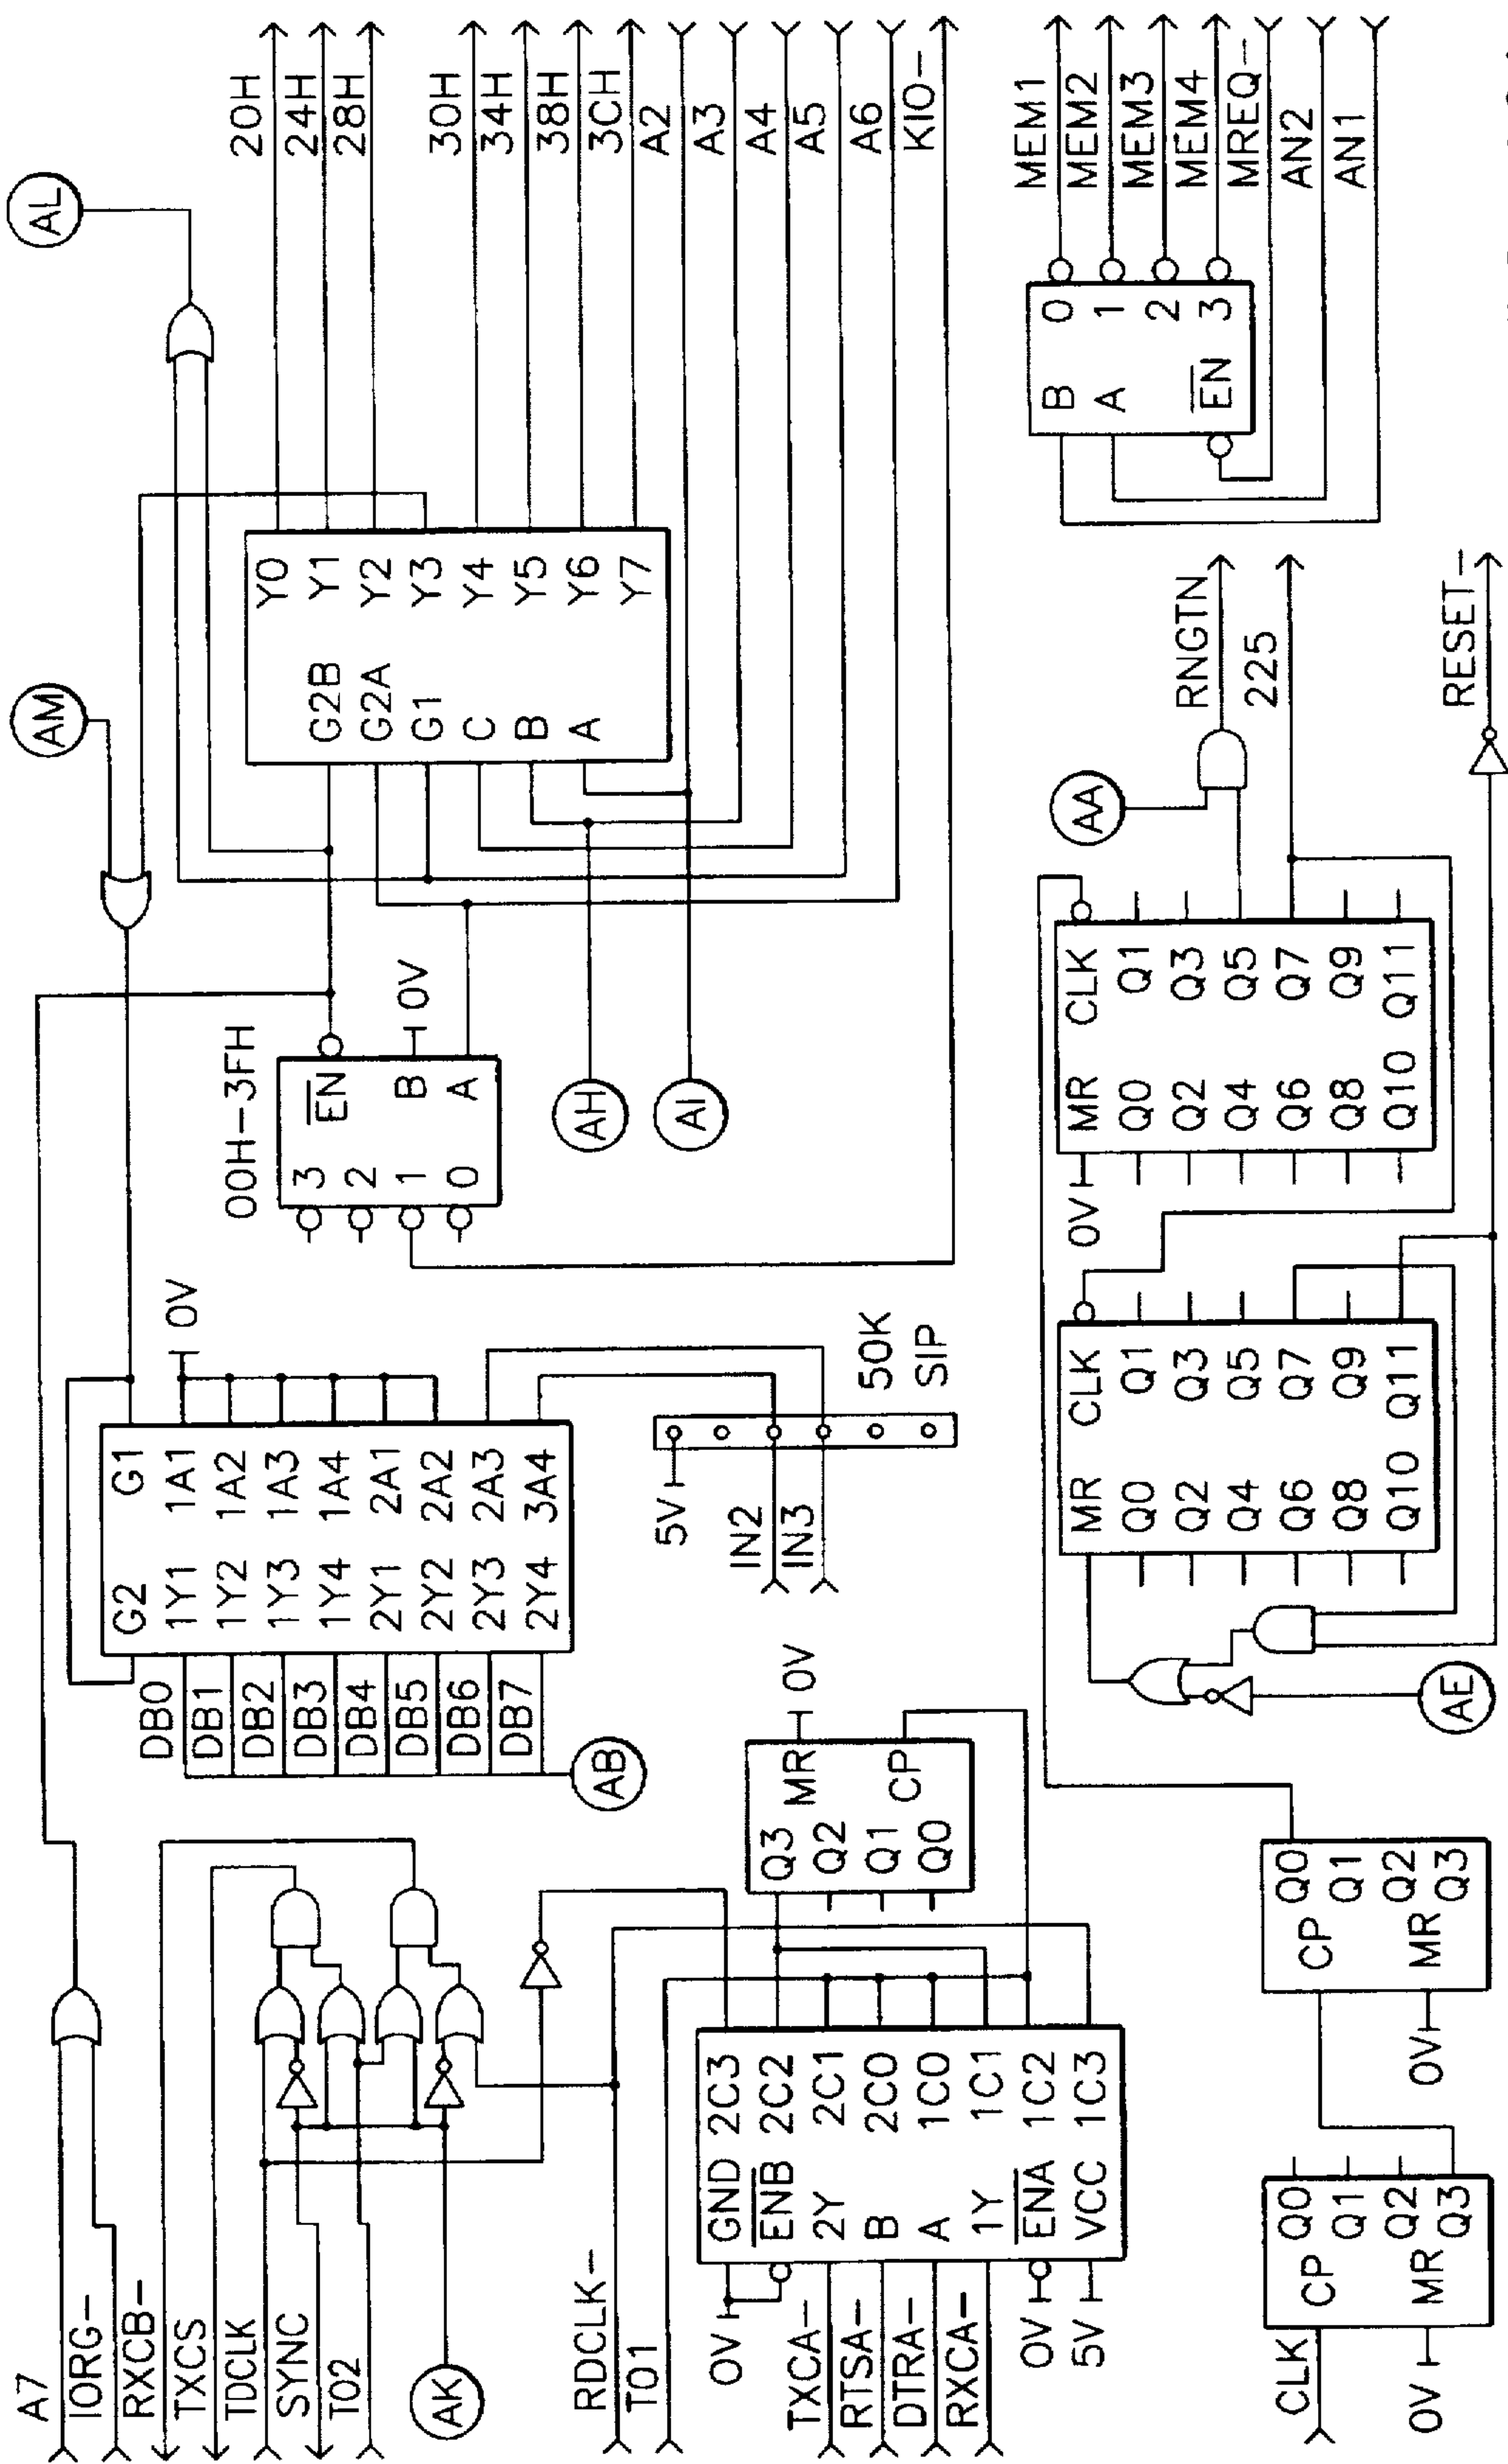 A7
IORG-
RXCB-
TXCS
TDCLK
SYNC
T02
AK
RDCLK-
T01
0V
TXCA-
RTSA-
DTRA-
RXCA-
0V
5V
GND 2C3
ENB 2C2
2Y 2C1
B 2C0
A 1C0
1Y 1C1
ENA 1C2
VCC 1C3
Q3 MR
Q2
Q1 CP
Q0
0V
CLK
0V
CP Q0
Q1
Q2
MR Q3
0V
CP Q0
Q1
Q2
MR Q3
DB0
DB1
DB2
DB3
DB4
DB5
DB6
DB7
AB
G2 G1
1Y1 1A1
1Y2 1A2
1Y3 1A3
1Y4 1A4
2Y1 2A1
2Y2 2A2
2Y3 2A3
2Y4 3A4
0V
5V
IN2
IN3
50K
SIP
00H-3FH
3 EN
2
1 B
0 A
0V
AH
AI
AM
AL
Y0
G2B Y1
G2A Y2
G1 Y3
C Y4
B Y5
A Y6
Y7
20H
24H
28H
30H
34H
38H
3CH
A2
A3
A4
A5
A6
KIO-
AE
MR CLK
Q0 Q1
Q2 Q3
Q4 Q5
Q6 Q7
Q8 Q9
Q10 Q11
0V
MR CLK
Q0 Q1
Q2 Q3
Q4 Q5
Q6 Q7
Q8 Q9
Q10 Q11
AA
RNGTN
225
RESET-
B 0
A 1
2
EN 3
MEM1
MEM2
MEM3
MEM4
MREQ-
AN2
AN1